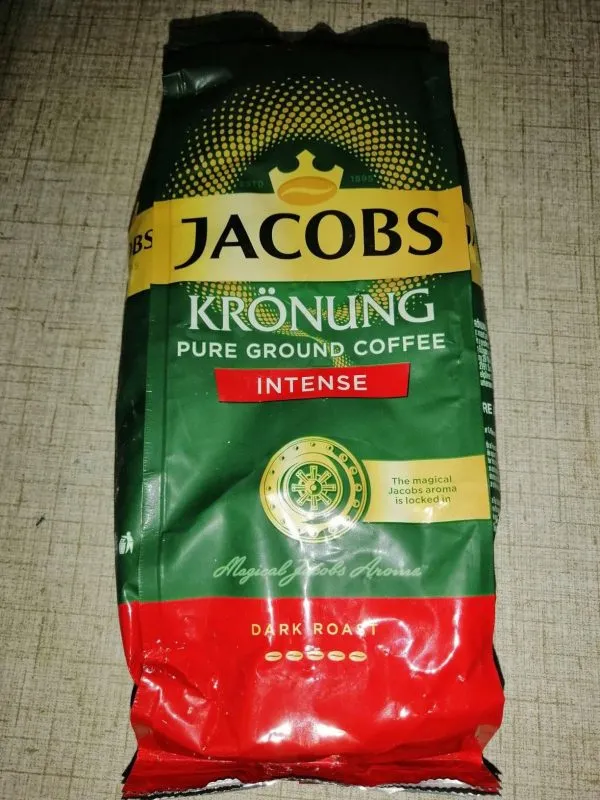 ESTD 1895
JACOBS
KRÖNUNG
PURE GROUND COFFEE
INTENSE
The magical
Jacobs aroma
is locked in
Magical Jacobs Aroma
DARK ROAST